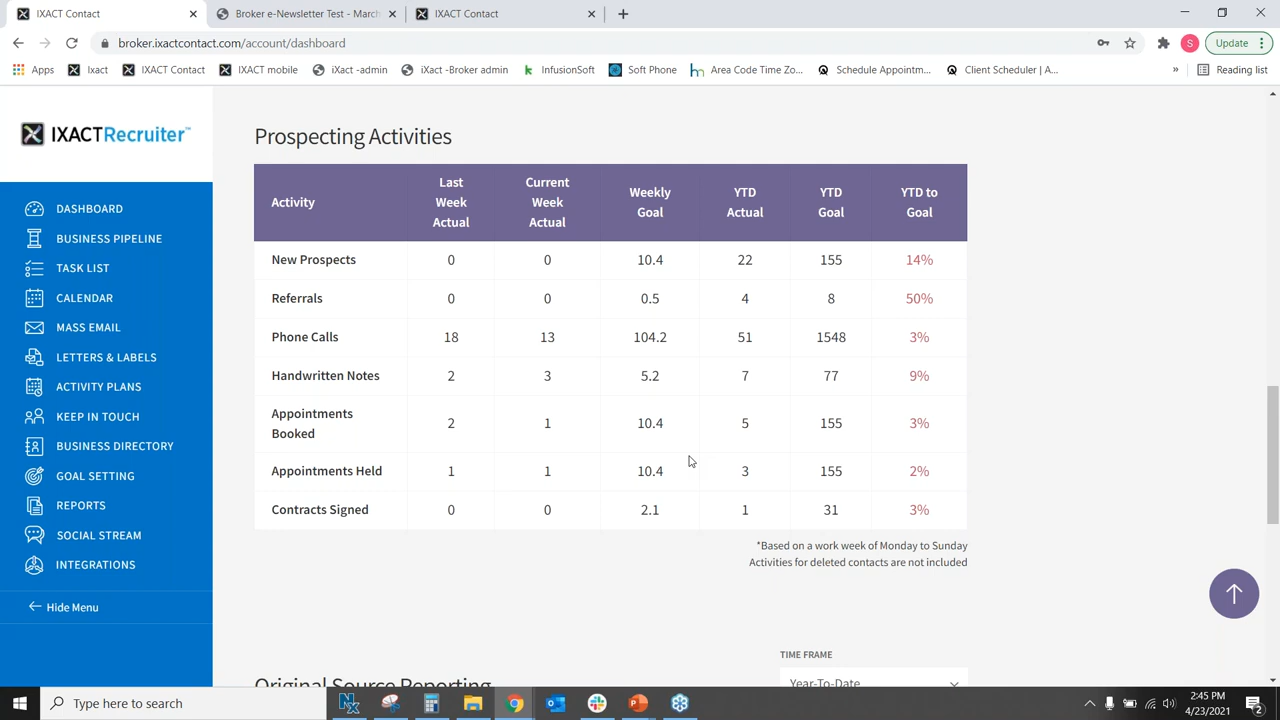 IXACT Contact
Broker e-Newsletter Test - March
IXACT Contact
broker.ixactcontact.com/account/dashboard
S
Update
Apps
Ixact
IXACT Contact
IXACT mobile
iXact -admin
iXact -Broker admin
InfusionSoft
Soft Phone
Area Code Time Zo...
Schedule Appointm...
Client Scheduler | A...
»
Reading list
IXACTRecruiter™
DASHBOARD
BUSINESS PIPELINE
TASK LIST
CALENDAR
MASS EMAIL
LETTERS & LABELS
ACTIVITY PLANS
KEEP IN TOUCH
BUSINESS DIRECTORY
GOAL SETTING
REPORTS
SOCIAL STREAM
INTEGRATIONS
Hide Menu
Prospecting Activities
Activity Last Week Actual Current Week Actual Weekly Goal YTD Actual YTD Goal YTD to Goal
New Prospects 0 0 10.4 22 155 14%
Referrals 0 0 0.5 4 8 50%
Phone Calls 18 13 104.2 51 1548 3%
Handwritten Notes 2 3 5.2 7 77 9%
Appointments Booked 2 1 10.4 5 155 3%
Appointments Held 1 1 10.4 3 155 2%
Contracts Signed 0 0 2.1 1 31 3%
*Based on a work week of Monday to Sunday
Activities for deleted contacts are not included
TIME FRAME
Original Source Reporting
Year-To-Date
Type here to search
2:45 PM
4/23/2021
2